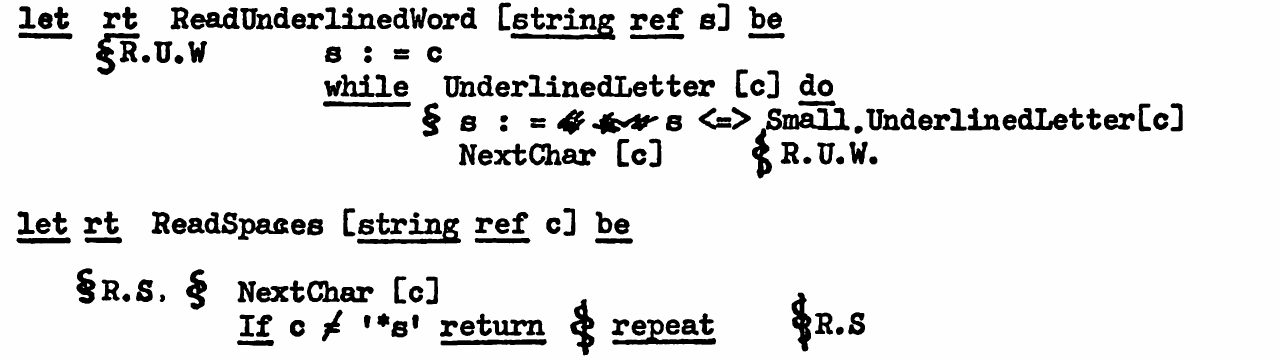 let rt ReadUnderlinedWord [string ref s] be
§R.U.W s := c
while UnderlinedLetter [c] do
§ s := s <=> Small.UnderlinedLetter[c]
NextChar [c] §| R.U.W.
let rt ReadSpaces [string ref c] be
§R.S. § NextChar [c]
If c ≠ '*s' return §| repeat §|R.S